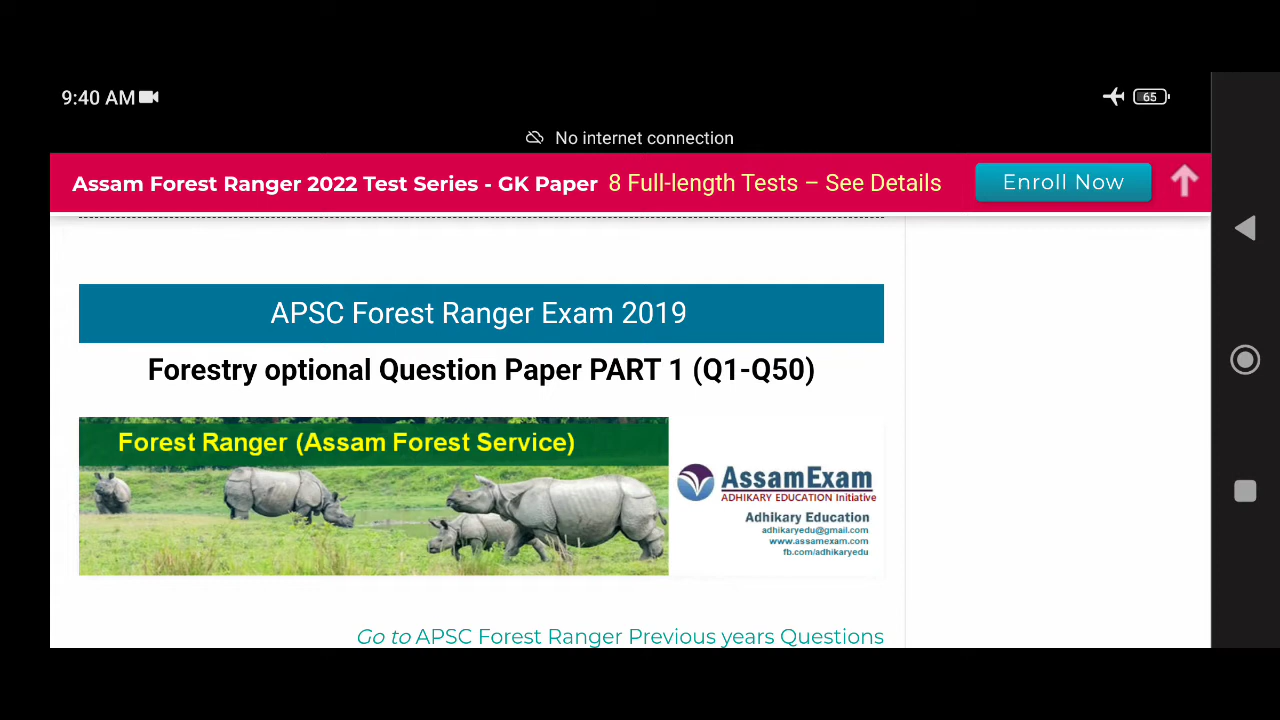 9:40 AM
65
No internet connection
Assam Forest Ranger 2022 Test Series - GK Paper 8 Full-length Tests – See Details
Enroll Now
APSC Forest Ranger Exam 2019
Forestry optional Question Paper PART 1 (Q1-Q50)
Forest Ranger (Assam Forest Service)
AssamExam
ADHIKARY EDUCATION Initiative
Adhikary Education
adhikaryedu@gmail.com
www.assamexam.com
fb.com/adhikaryedu
Go to APSC Forest Ranger Previous years Questions